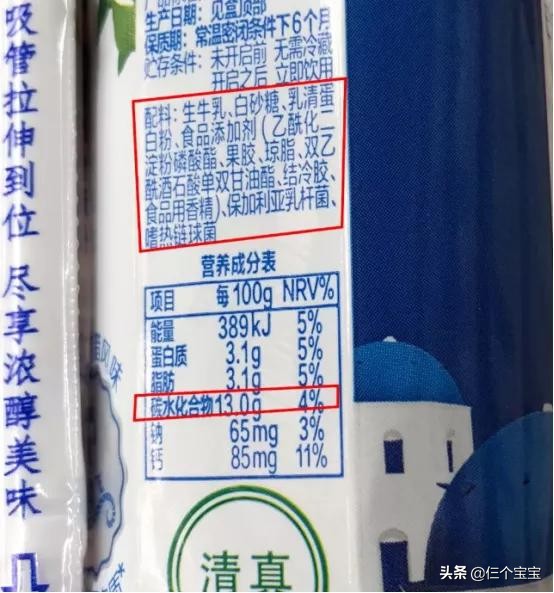 吸管拉伸到位 尽享浓醇美味
生产日期：见盒顶部
保质期：常温密闭条件下6个月
贮存条件：未开启前 无需冷藏
开启之后 立即饮用
配料：生牛乳、白砂糖、乳清蛋
白粉、食品添加剂（乙酰化二
淀粉磷酸酯、果胶、琼脂、双乙
酰酒石酸单双甘油酯、结冷胶、
食品用香精）、保加利亚乳杆菌、
嗜热链球菌
营养成分表
项目 每100g NRV%
能量 389kJ 5%
蛋白质 3.1g 5%
脂肪 3.1g 5%
碳水化合物 13.0g 4%
钠 65mg 3%
钙 85mg 11%
风味
清真
头条 @仨个宝宝